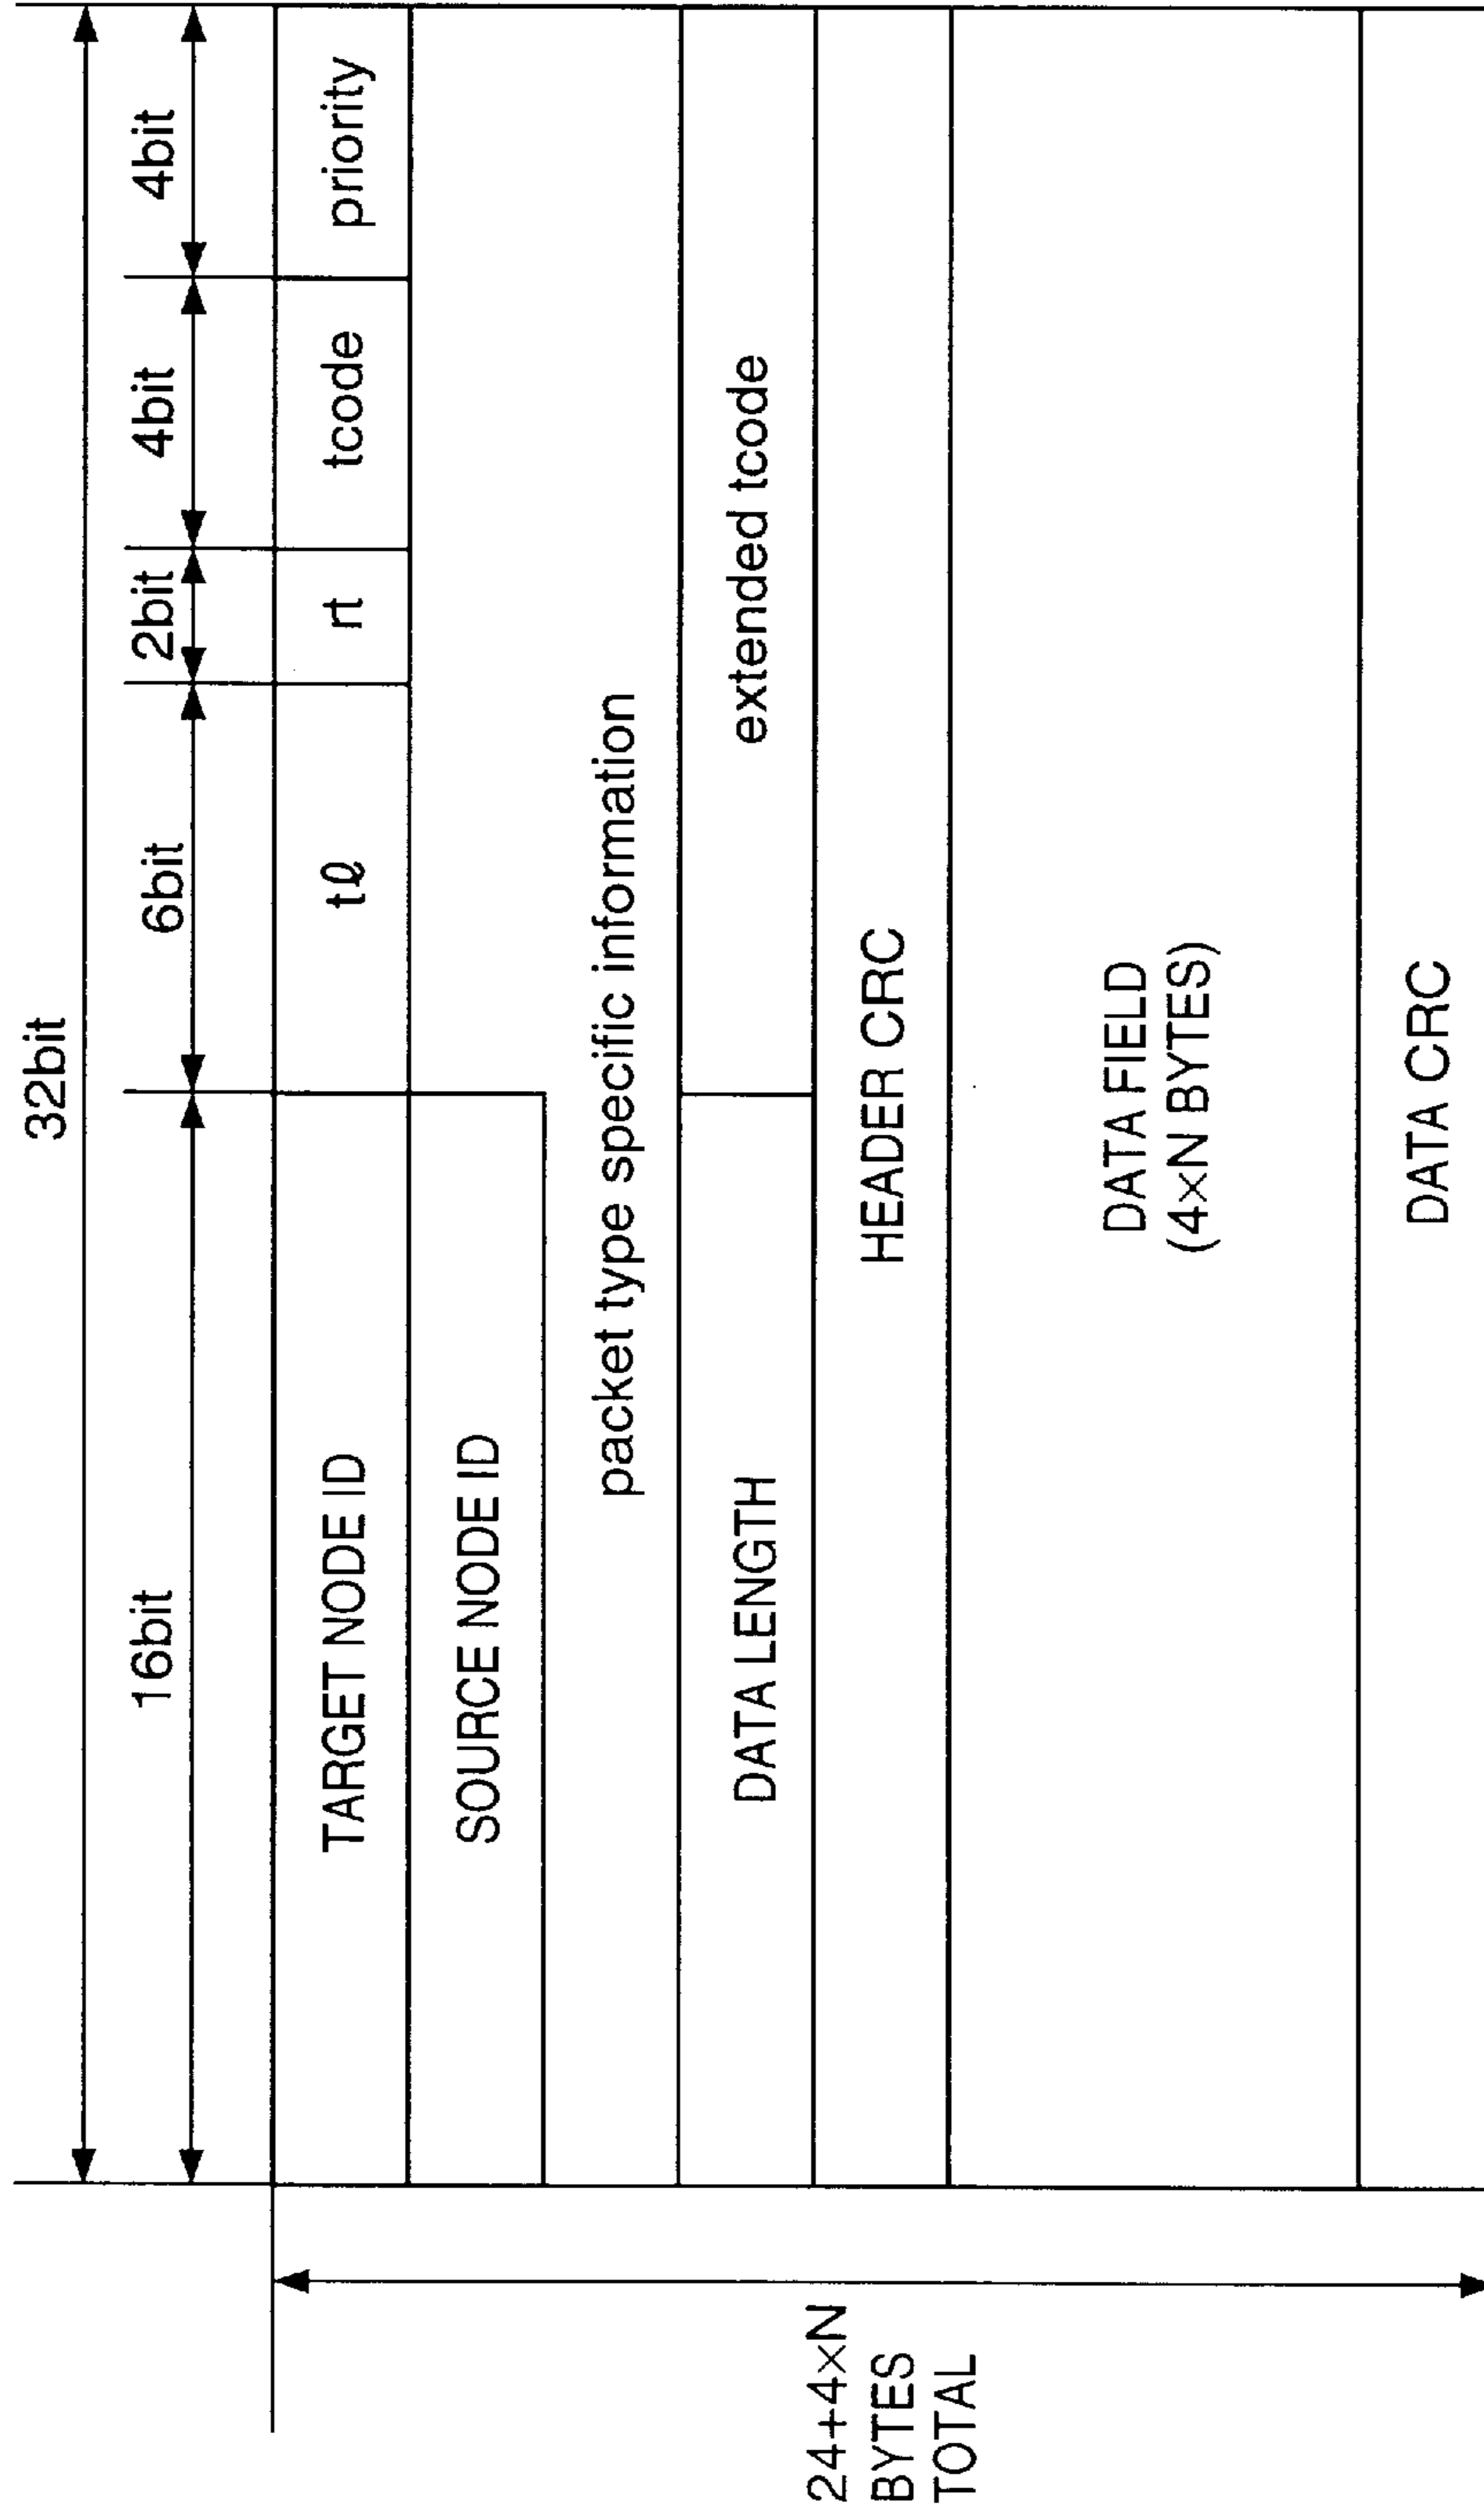 32bit
16bit
6bit
2bit
4bit
4bit
TARGET NODE ID
tℓ
rt
tcode
priority
SOURCE NODE ID
packet type specific information
DATA LENGTH
extended tcode
HEADER CRC
DATA FIELD
(4×N BYTES)
DATA CRC
24+4×N
BYTES
TOTAL